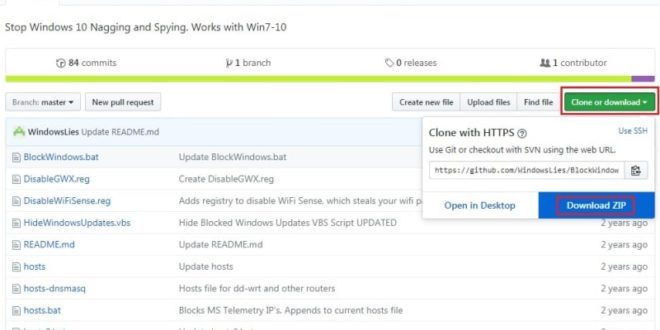 Stop Windows 10 Nagging and Spying. Works with Win7-10
84 commits 1 branch 0 releases 1 contributor
Branch: master New pull request Create new file Upload files Find file Clone or download
WindowsLies Update README.md
Clone with HTTPS Use SSH
Use Git or checkout with SVN using the web URL.
https://github.com/WindowsLies/BlockWindow
Open in Desktop Download ZIP
BlockWindows.bat Update BlockWindows.bat
DisableGWX.reg Create DisableGWX.reg
DisableWiFiSense.reg Adds registry to disable WiFi Sense, which steals your wifi pa
HideWindowsUpdates.vbs Hide Blocked Windows Updates VBS Script UPDATED 2 years ago
README.md Update README.md 2 years ago
hosts Update hosts 2 years ago
hosts-dnsmasq Hosts file for dd-wrt and other routers 2 years ago
hosts.bat Blocks MS Telemetry IP's. Appends to current hosts file 2 years ago